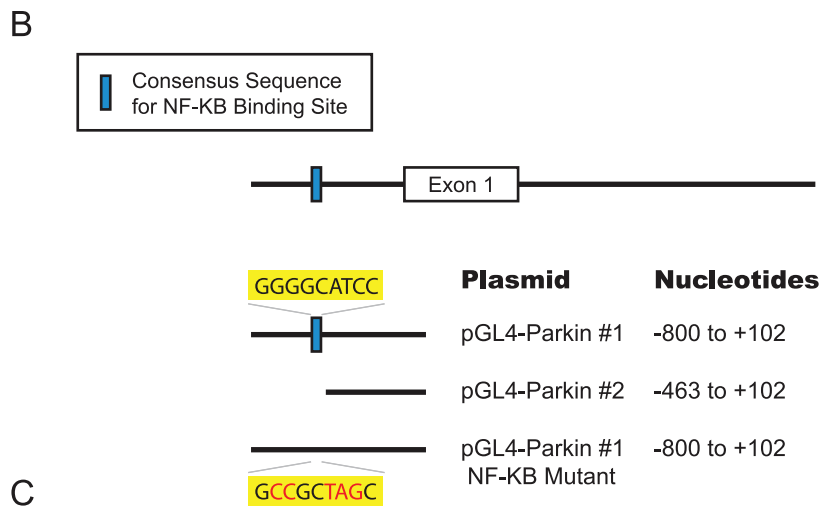 B
Consensus Sequence
for NF-KB Binding Site
Exon 1
Plasmid Nucleotides
GGGGCATCC
pGL4-Parkin #1 -800 to +102
pGL4-Parkin #2 -463 to +102
pGL4-Parkin #1 -800 to +102
NF-KB Mutant
GCCGCTAGC
C